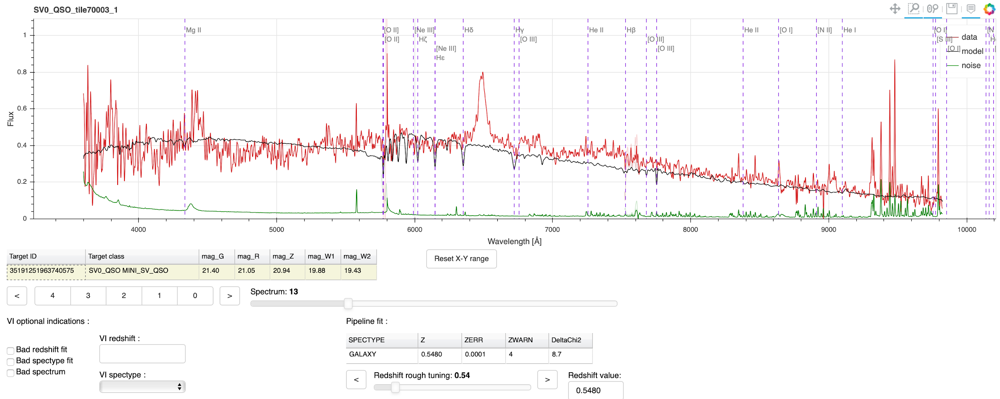 SV0_QSO_tile70003_1
Mg II
[O II]
[O II]
[Ne III]
Hζ
[Ne III]
Hε
Hδ
Hγ
[O III]
He II
Hβ
[O III]
[O III]
He II
[O I]
[N II]
He I
[O I]
[S III]
[O I]
[N
data
model
noise
Flux
1
0.8
0.6
0.4
0.2
0
4000 5000 6000 7000 8000 9000 10000
Wavelength [Å]
Target ID Target class mag_G mag_R mag_Z mag_W1 mag_W2
35191251963740575 SV0_QSO MINI_SV_QSO 21.40 21.05 20.94 19.88 19.43
Reset X-Y range
< 4 3 2 1 0 >
Spectrum: 13
VI optional indications :
Bad redshift fit
Bad spectype fit
Bad spectrum
VI redshift :
VI spectype :
Pipeline fit :
SPECTYPE Z ZERR ZWARN DeltaChi2
GALAXY 0.5480 0.0001 4 8.7
< Redshift rough tuning: 0.54 >
Redshift value:
0.5480